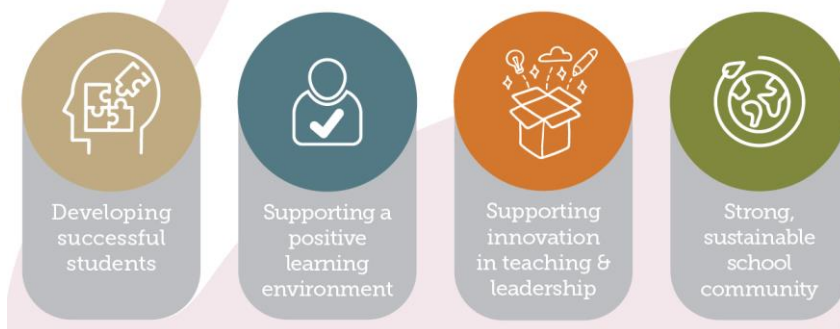 Developing
successful
students
Supporting a
positive
learning
environment
Supporting
innovation
in teaching &
leadership
Strong,
sustainable
school
community